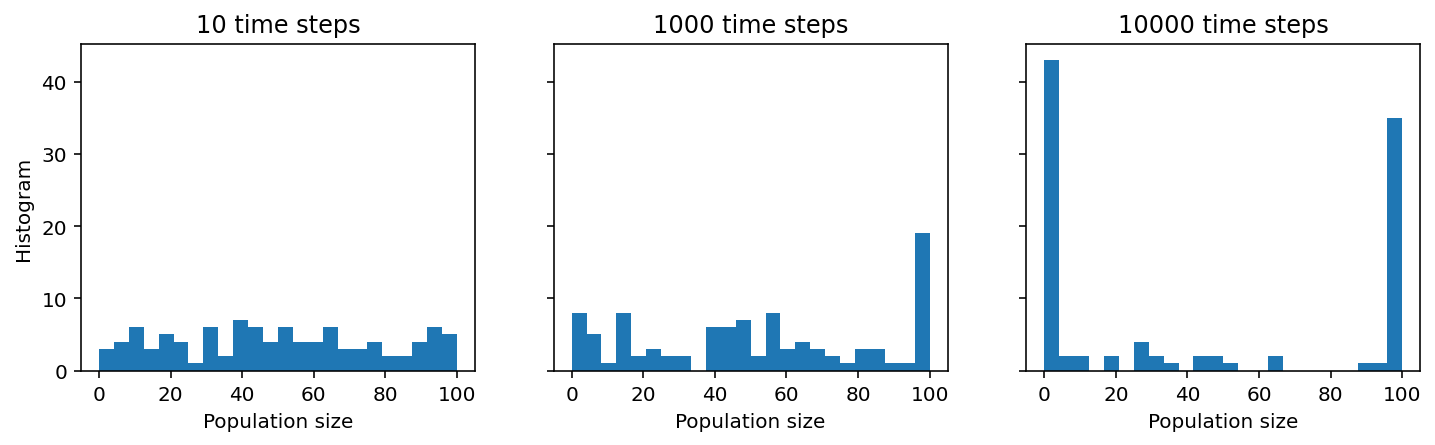 10 time steps
1000 time steps
10000 time steps
Histogram
40
30
20
10
0
0 20 40 60 80 100
0 20 40 60 80 100
0 20 40 60 80 100
Population size
Population size
Population size